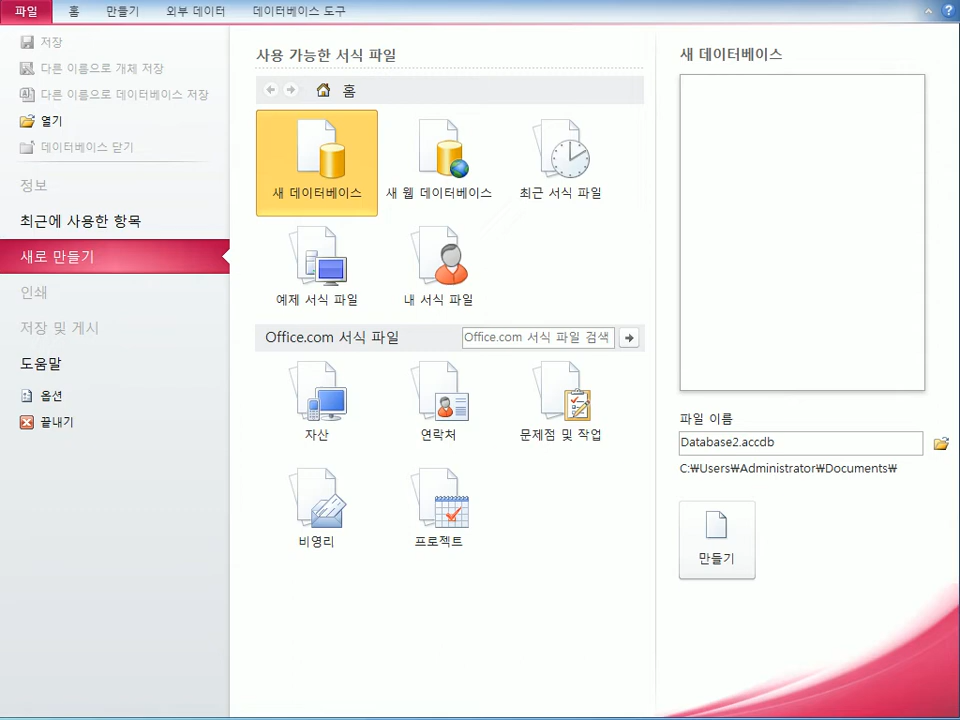 파일 홈 만들기 외부 데이터 데이터베이스 도구
저장
다른 이름으로 개체 저장
다른 이름으로 데이터베이스 저장
열기
데이터베이스 닫기
정보
최근에 사용한 항목
새로 만들기
인쇄
저장 및 게시
도움말
옵션
끝내기
사용 가능한 서식 파일
홈
새 데이터베이스 새 웹 데이터베이스 최근 서식 파일
예제 서식 파일 내 서식 파일
Office.com 서식 파일 Office.com 서식 파일 검색
자산 연락처 문제점 및 작업
비영리 프로젝트
새 데이터베이스
파일 이름
Database2.accdb
C:₩Users₩Administrator₩Documents₩
만들기